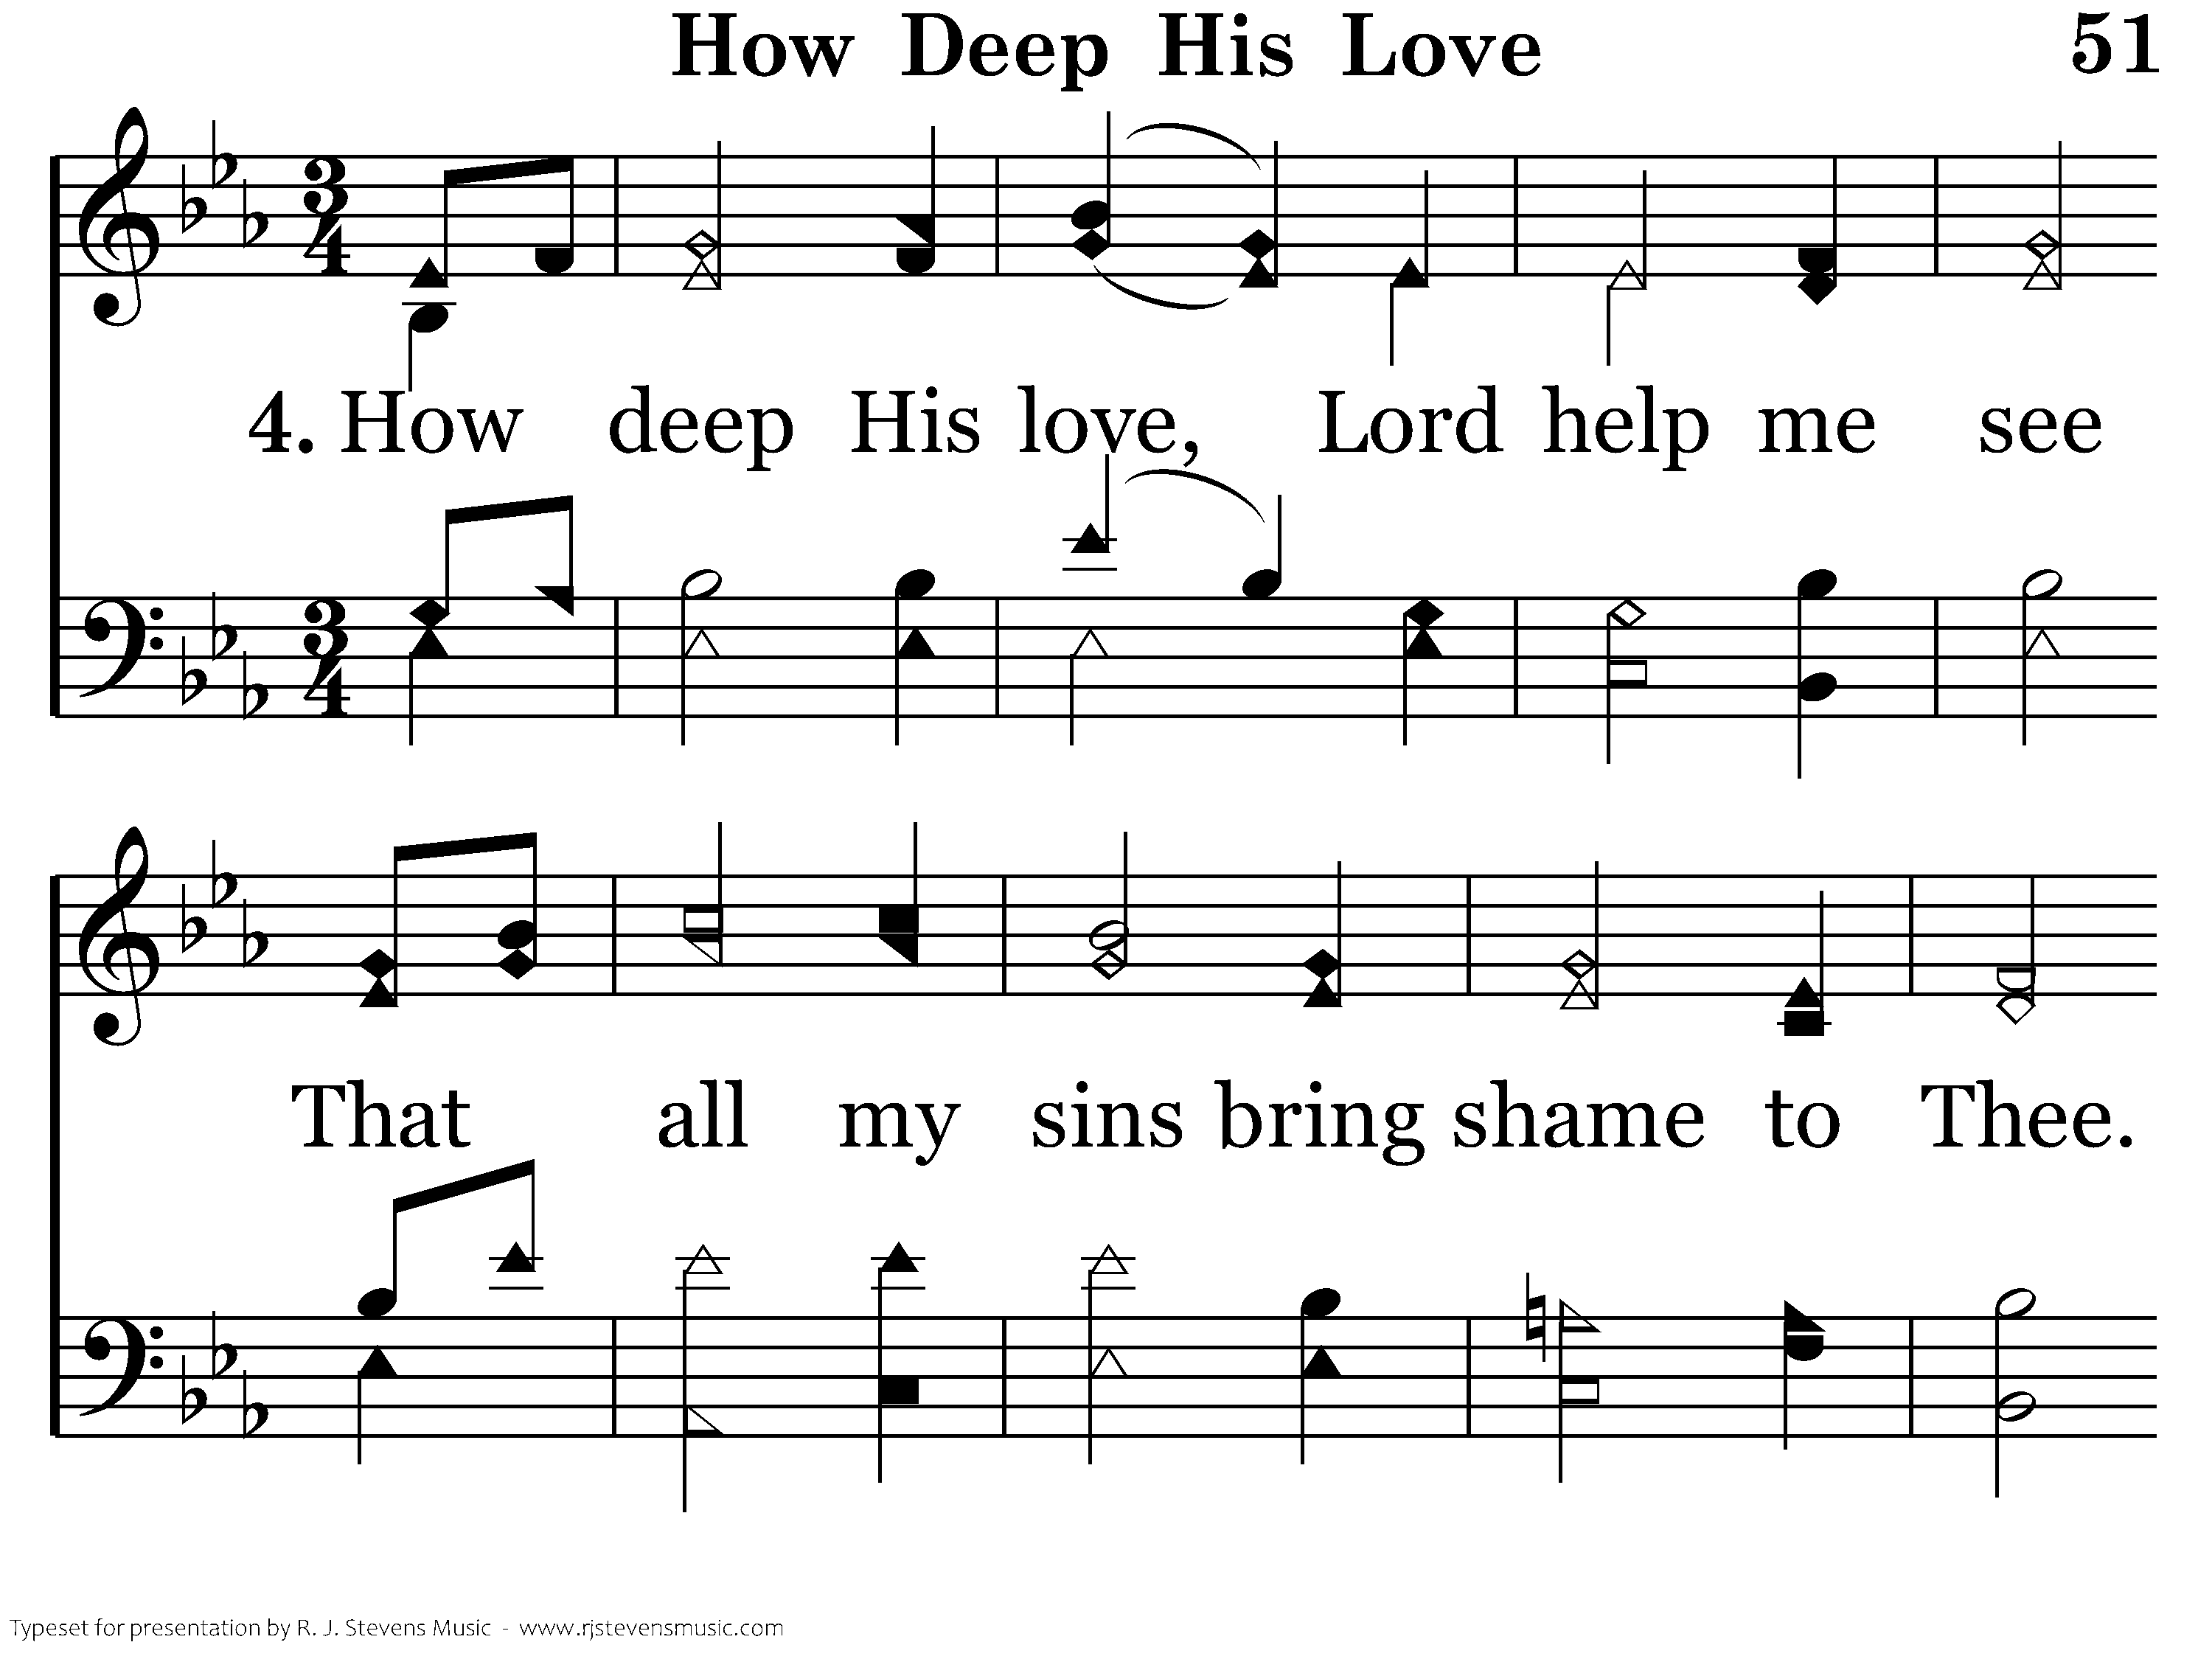 How Deep His Love 51
4. How deep His love, Lord help me see
That all my sins bring shame to Thee.
Typeset for presentation by R. J. Stevens Music - www.rjstevensmusic.com